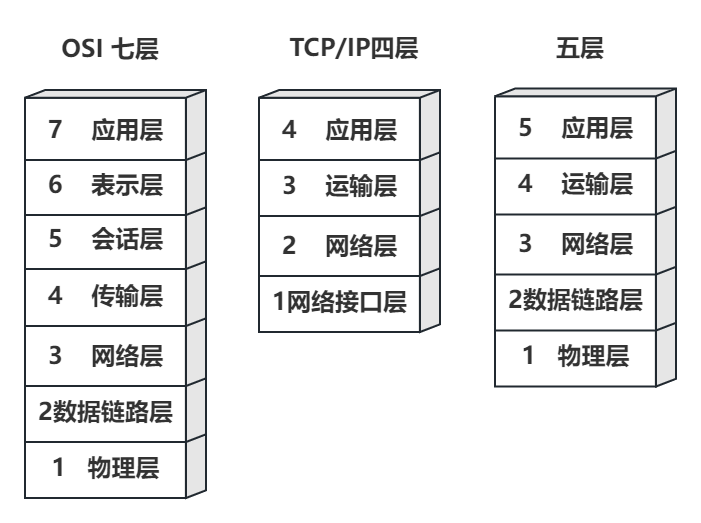 OSI 七层
7 应用层
6 表示层
5 会话层
4 传输层
3 网络层
2数据链路层
1 物理层
TCP/IP四层
4 应用层
3 运输层
2 网络层
1网络接口层
五层
5 应用层
4 运输层
3 网络层
2数据链路层
1 物理层